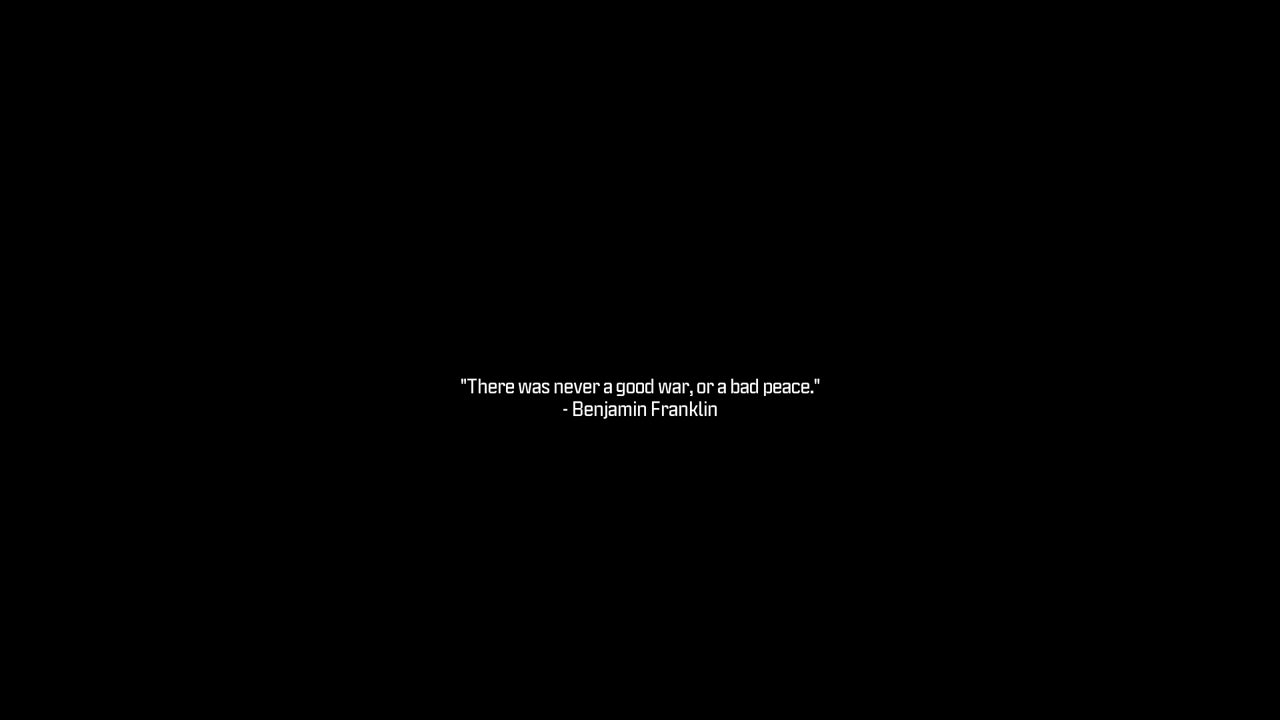 "There was never a good war, or a bad peace."
- Benjamin Franklin